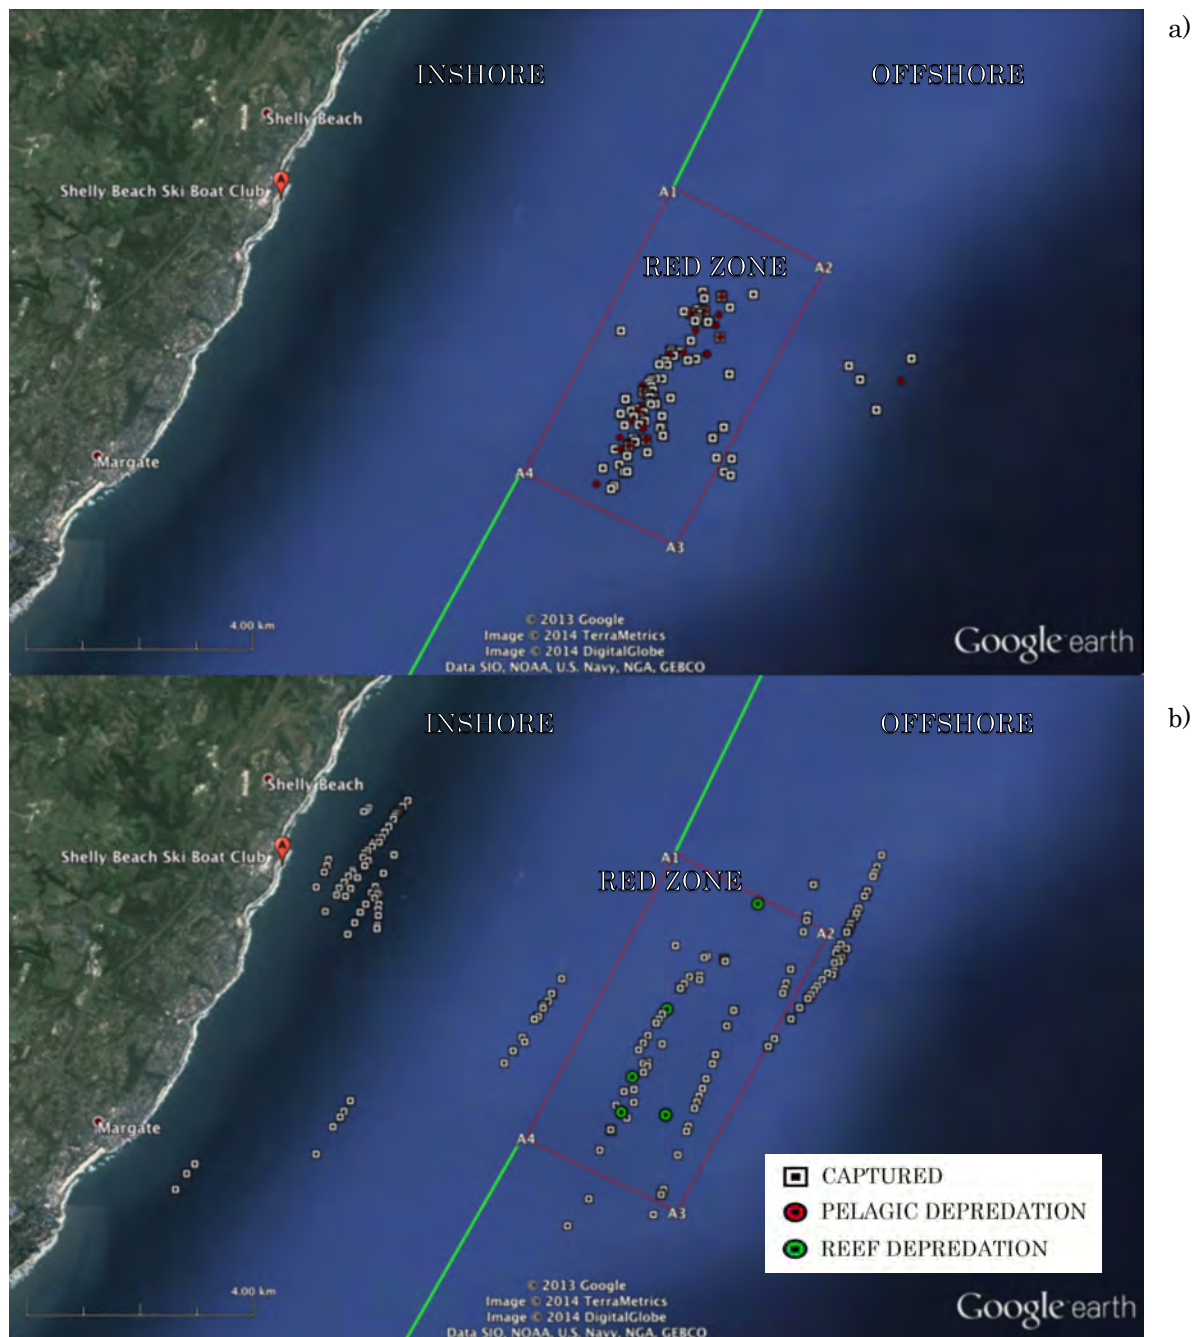 a)
INSHORE
OFFSHORE
Shelly Beach
Shelly Beach Ski Boat Club
A
A1
RED ZONE
A2
Margate
A4
A3
4.00 km
© 2013 Google
Image © 2014 TerraMetrics
Image © 2014 DigitalGlobe
Data SIO, NOAA, U.S. Navy, NGA, GEBCO
Google earth
b)
INSHORE
OFFSHORE
Shelly Beach
Shelly Beach Ski Boat Club
A
A1
RED ZONE
A2
Margate
A4
A3
CAPTURED
PELAGIC DEPREDATION
REEF DEPREDATION
4.00 km
© 2013 Google
Image © 2014 TerraMetrics
Image © 2014 DigitalGlobe
Data SIO, NOAA, U.S. Navy, NGA, GEBCO
Google earth